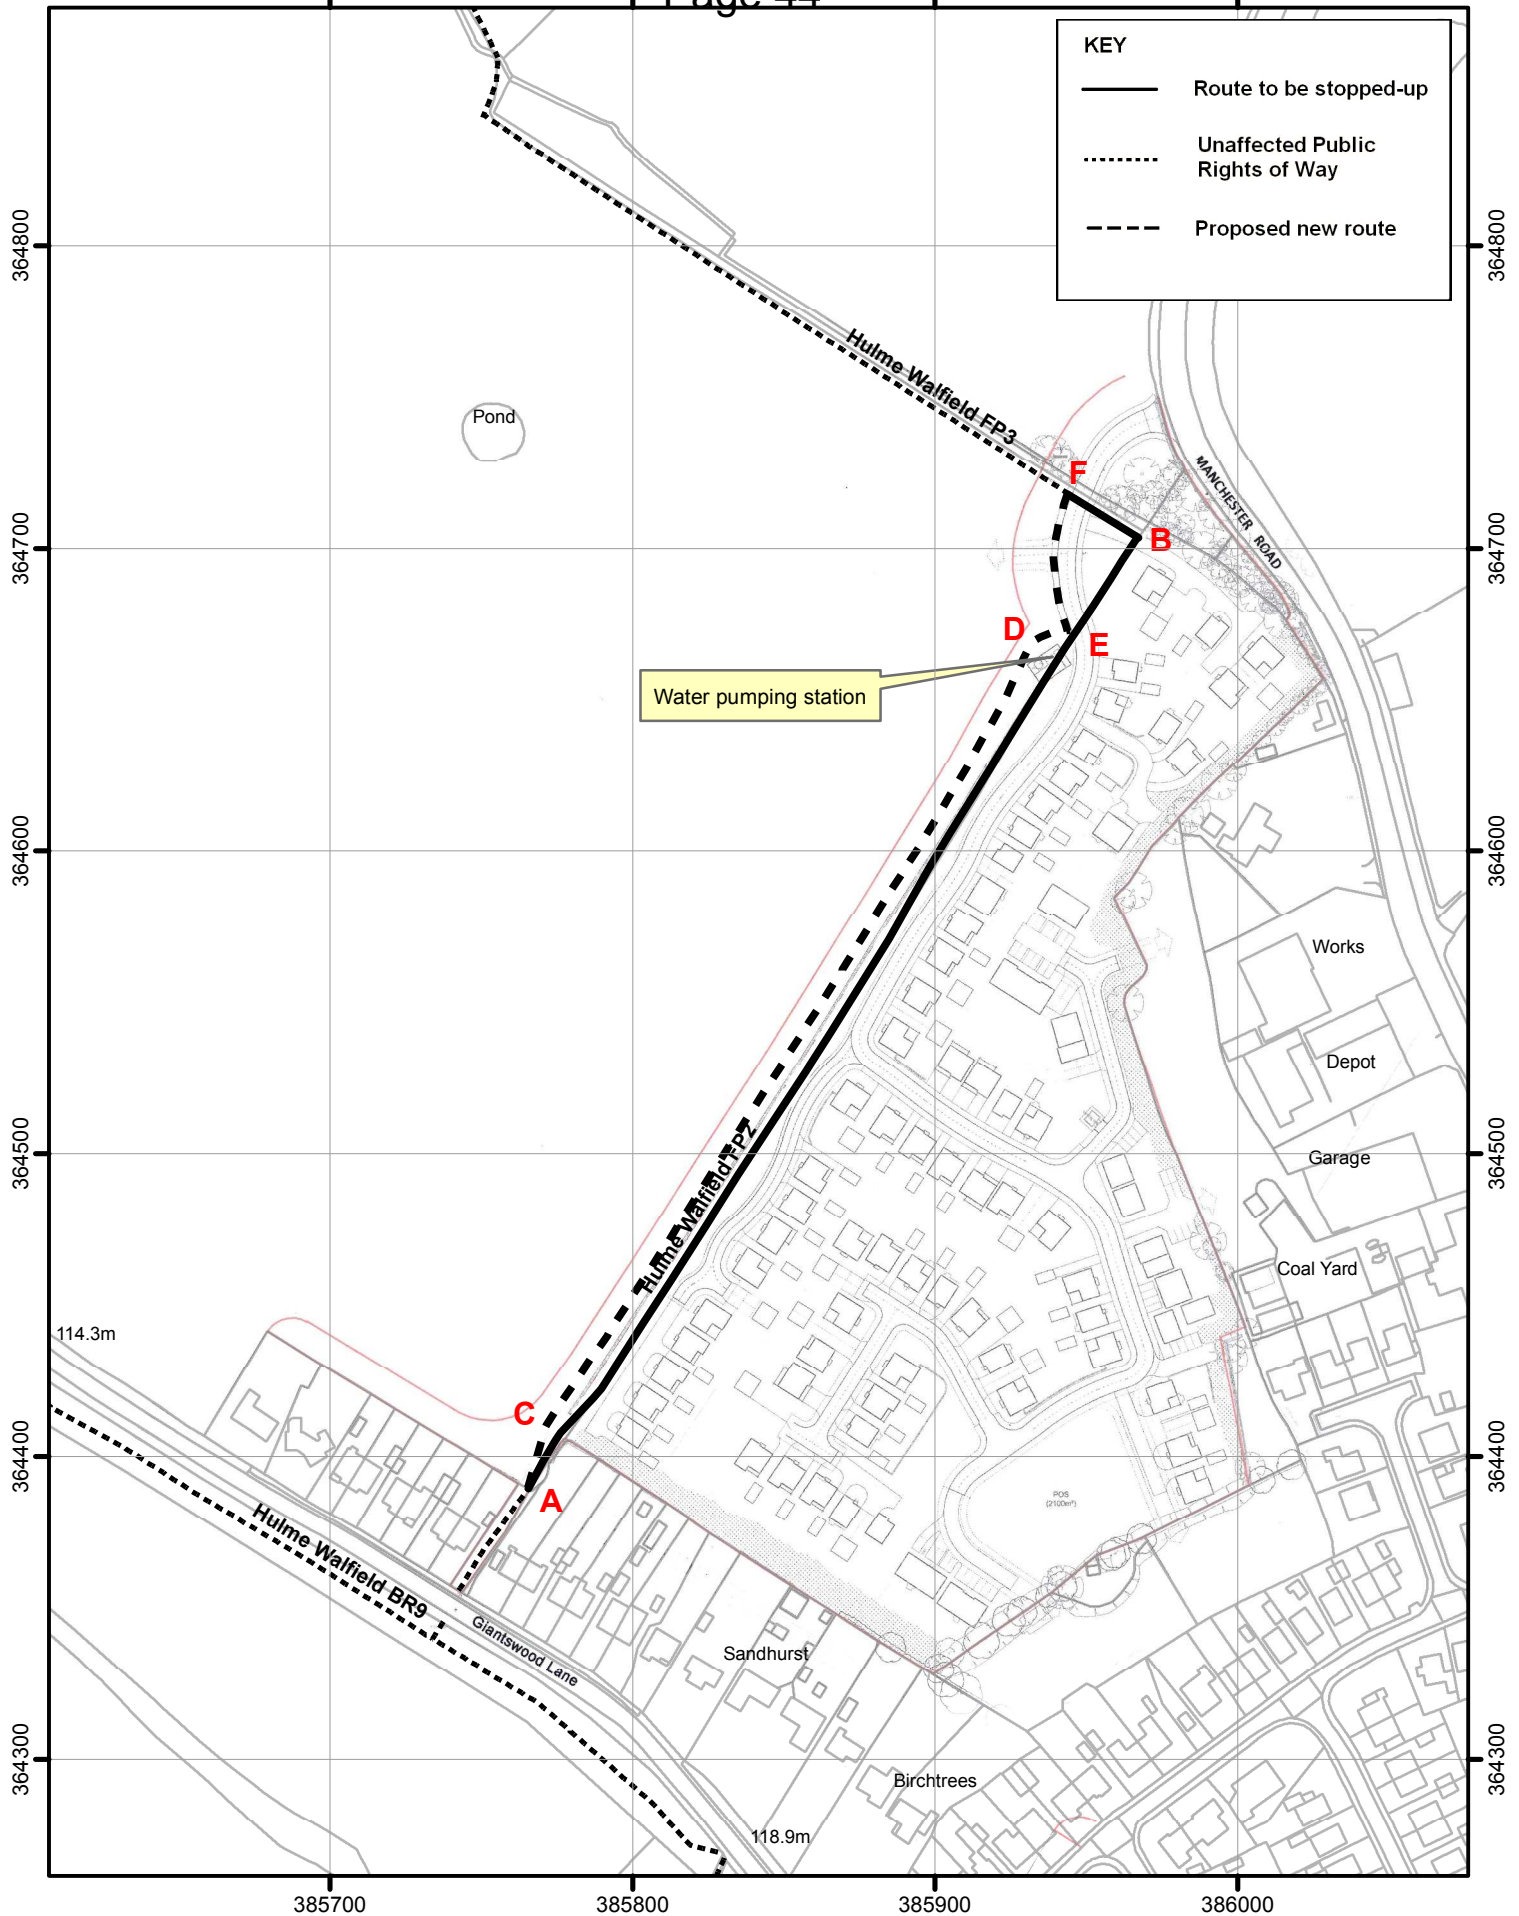 Page 44
KEY
Route to be stopped-up
Unaffected Public
Rights of Way
Proposed new route
364800
364800
Hulme Walfield FP3
Pond
F
MANCHESTER ROAD
364700
364700
B
D
E
Water pumping station
364600
364600
Works
Depot
Hulme Walfield FP2
364500
364500
Garage
Coal Yard
114.3m
C
364400
364400
A
POS
(2100m²)
Hulme Walfield BR9
Giantswood Lane
Sandhurst
364300
364300
Birchtrees
118.9m
385700
385800
385900
386000